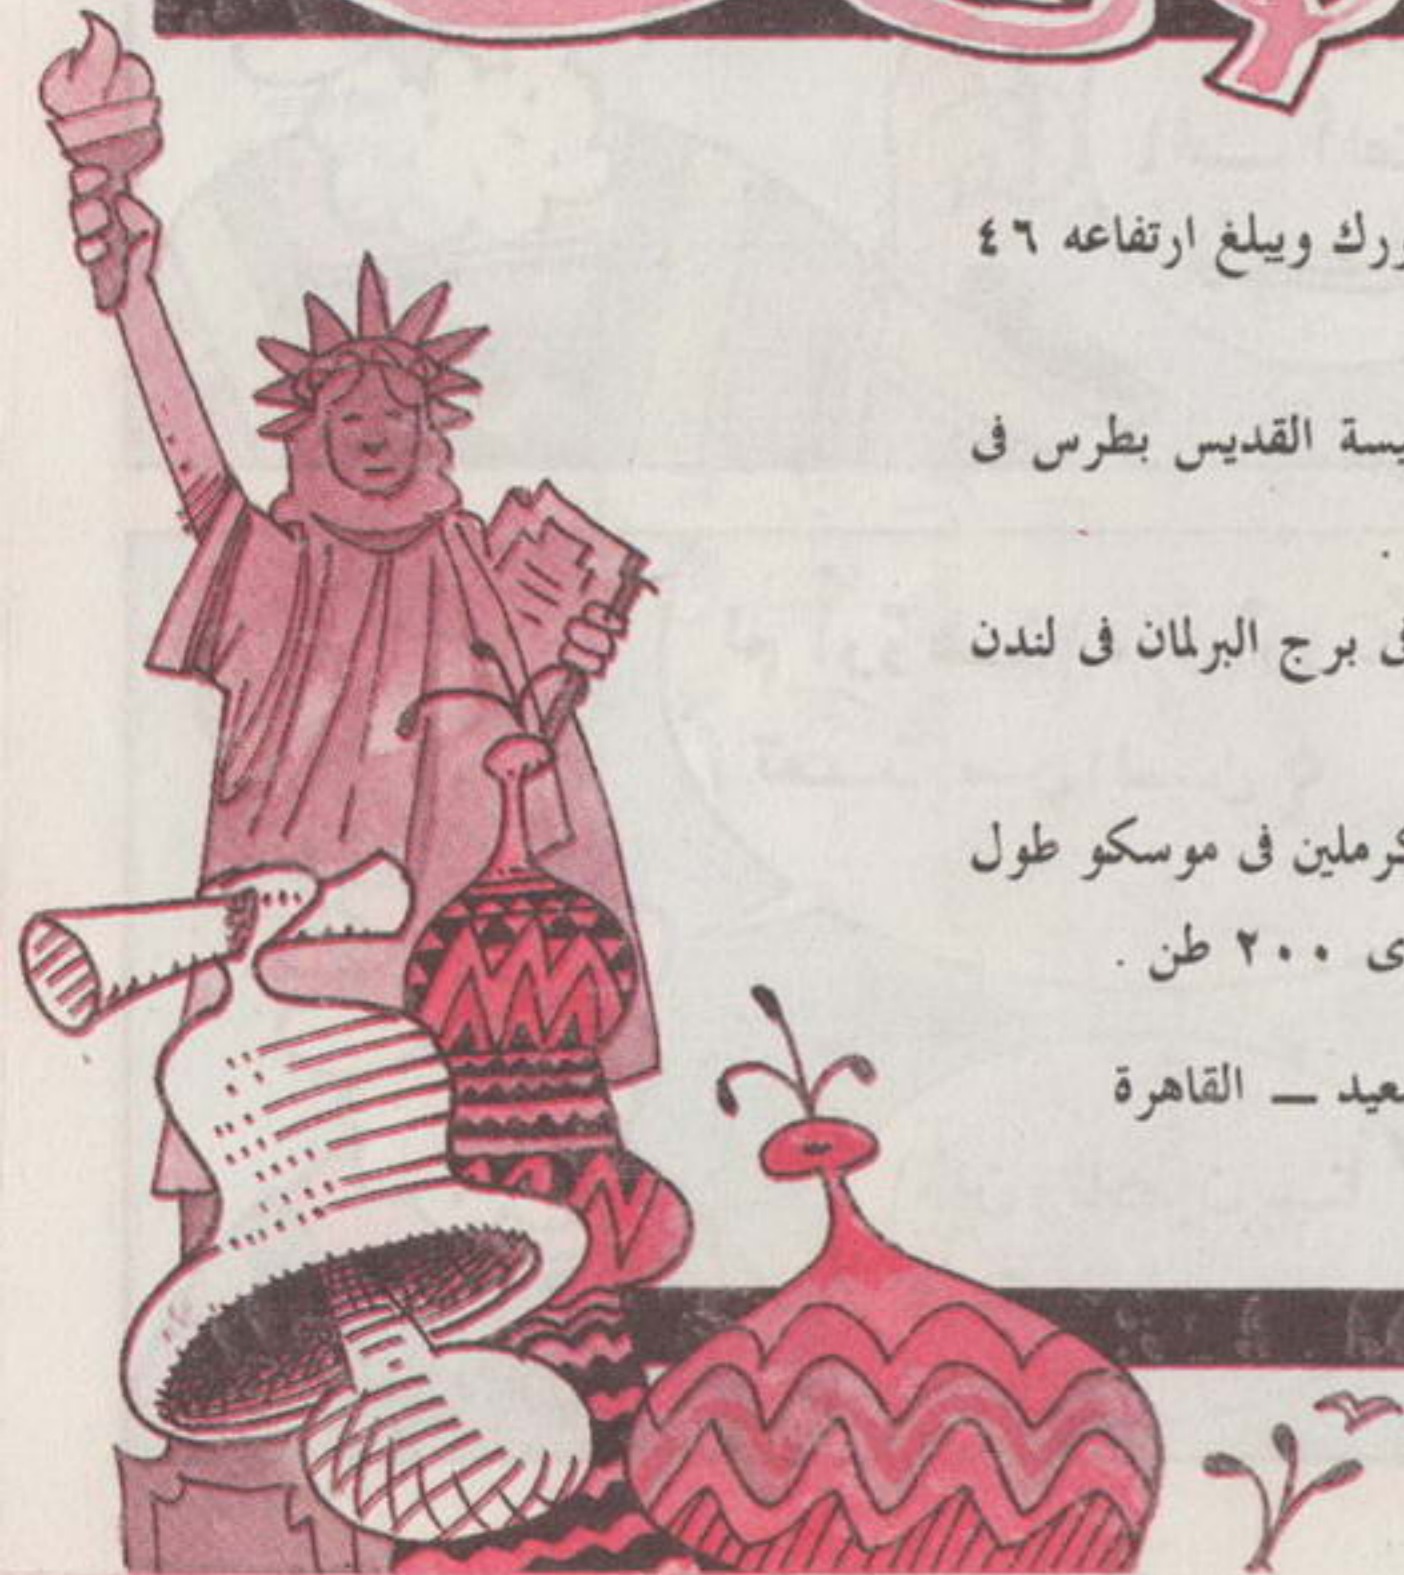 ورك ويبلغ ارتفاعه ٤٦
يسة القديس بطرس فى
.
برج البرلمان فى لندن
كرملين فى موسكو طول
٢٠٠ طن .
عيد — القاهرة